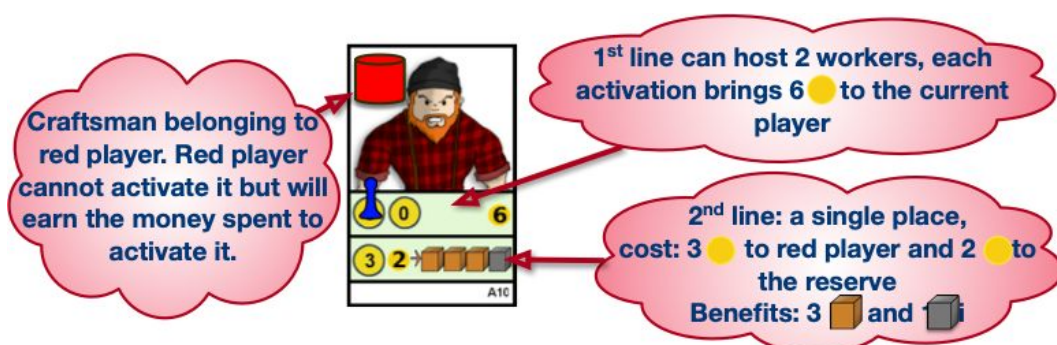 Craftsman belonging to
red player. Red player
cannot activate it but will
earn the money spent to
activate it.
0
6
3 2
A10
1st line can host 2 workers, each
activation brings 6 to the current
player
2nd line: a single place,
cost: 3 to red player and 2 to
the reserve
Benefits: 3 and 1